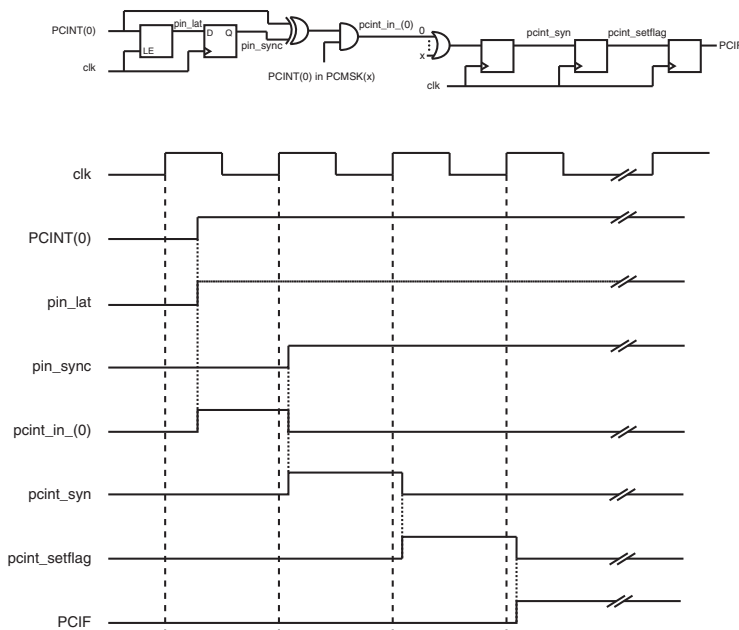 PCINT(0)
pin_lat
D Q
LE
pin_sync
clk
pcint_in_(0)
PCINT(0) in PCMSK(x)
0
x
pcint_syn
pcint_setflag
PCIF
clk
clk
PCINT(0)
pin_lat
pin_sync
pcint_in_(0)
pcint_syn
pcint_setflag
PCIF